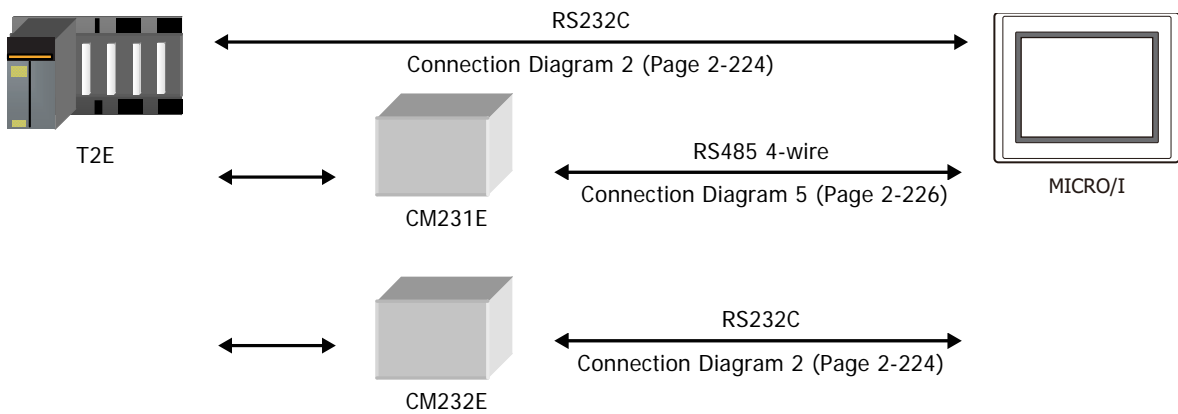 RS232C
Connection Diagram 2 (Page 2-224)
T2E
RS485 4-wire
Connection Diagram 5 (Page 2-226)
MICRO/I
CM231E
RS232C
Connection Diagram 2 (Page 2-224)
CM232E